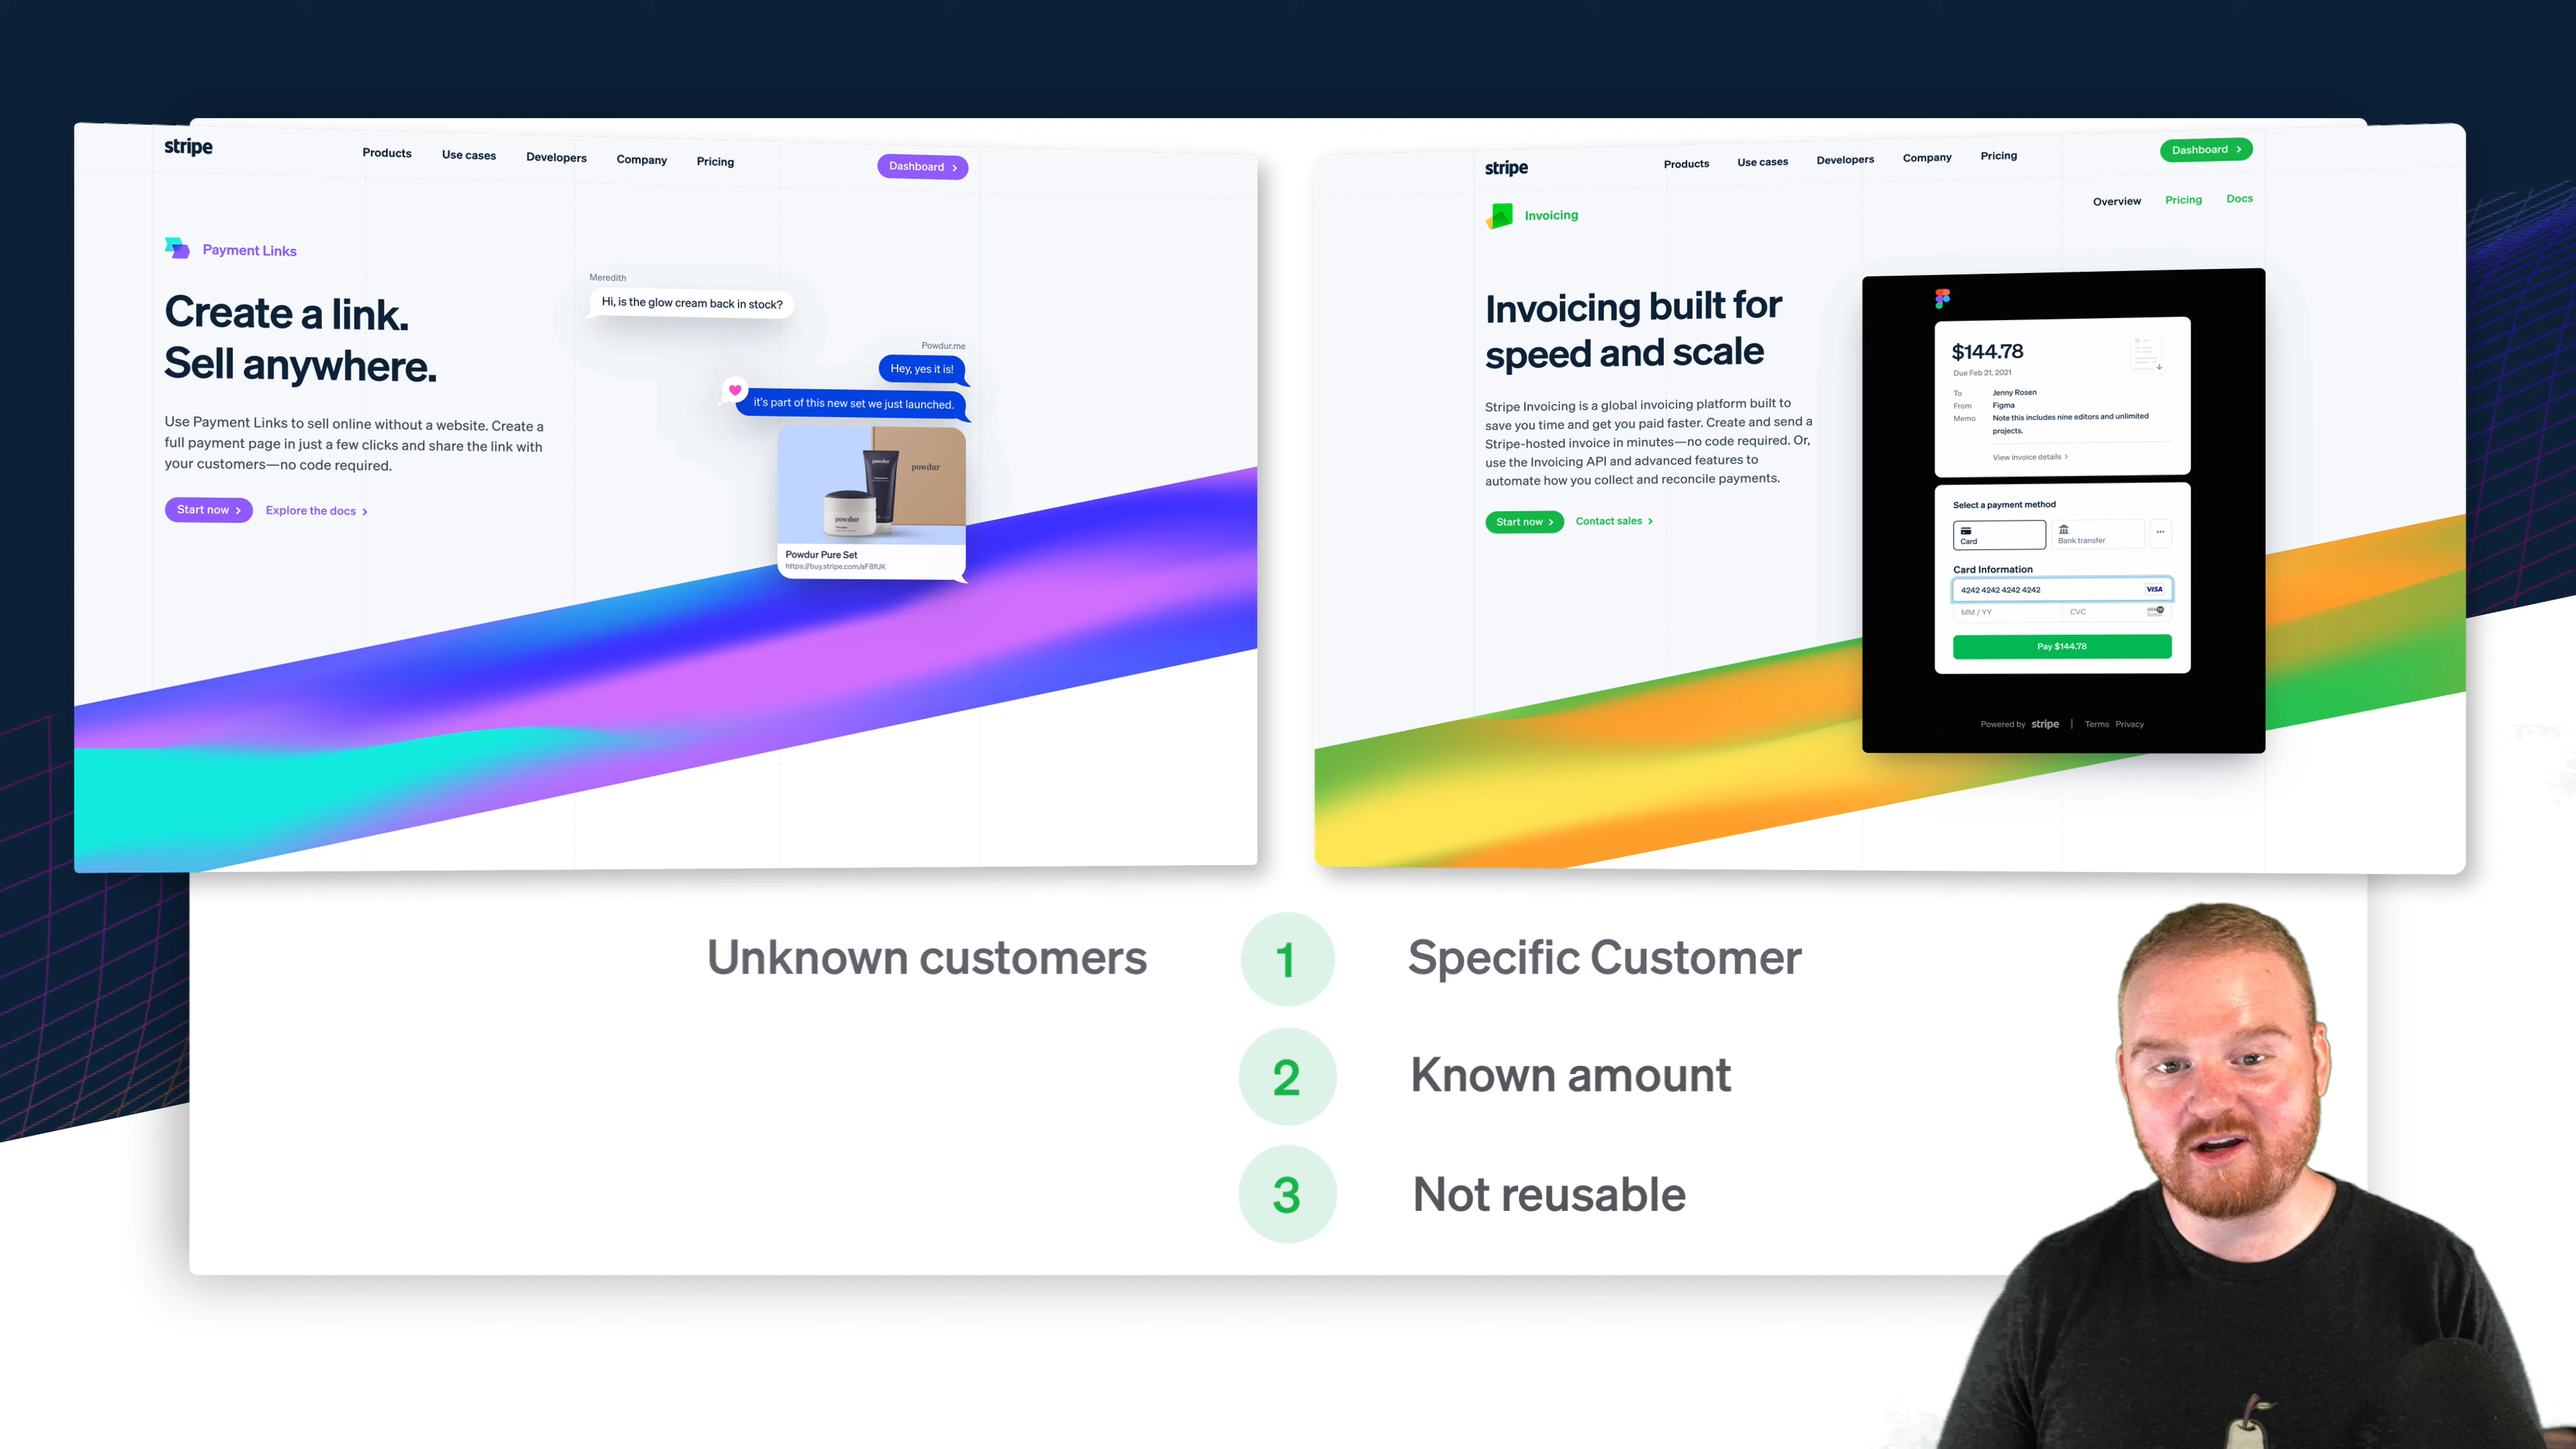 stripe
Products
Use cases
Developers
Company
Pricing
Dashboard
Payment Links
Create a link.
Sell anywhere.
Use Payment Links to sell online without a website. Create a
full payment page in just a few clicks and share the link with
your customers—no code required.
Start now
Explore the docs
Meredith
Hi, is the glow cream back in stock?
Powdur.me
Hey, yes it is!
it's part of this new set we just launched.
powdur
powdur
powdur
Powdur Pure Set
https://buy.stripe.com/aF8fUK
stripe
Products
Use cases
Developers
Company
Pricing
Dashboard
Invoicing
Overview
Pricing
Docs
Invoicing built for
speed and scale
Stripe Invoicing is a global invoicing platform built to
save you time and get you paid faster. Create and send a
Stripe-hosted invoice in minutes—no code required. Or,
use the Invoicing API and advanced features to
automate how you collect and reconcile payments.
Start now
Contact sales
$144.78
Due Feb 21, 2021
To Jenny Rosen
From Figma
Memo Note this includes nine editors and unlimited
projects.
View invoice details
Select a payment method
Card
Bank transfer
Card Information
4242 4242 4242 4242
VISA
MM / YY
CVC
Pay $144.78
Powered by stripe | Terms Privacy
Unknown customers 1 Specific Customer
2 Known amount
3 Not reusable